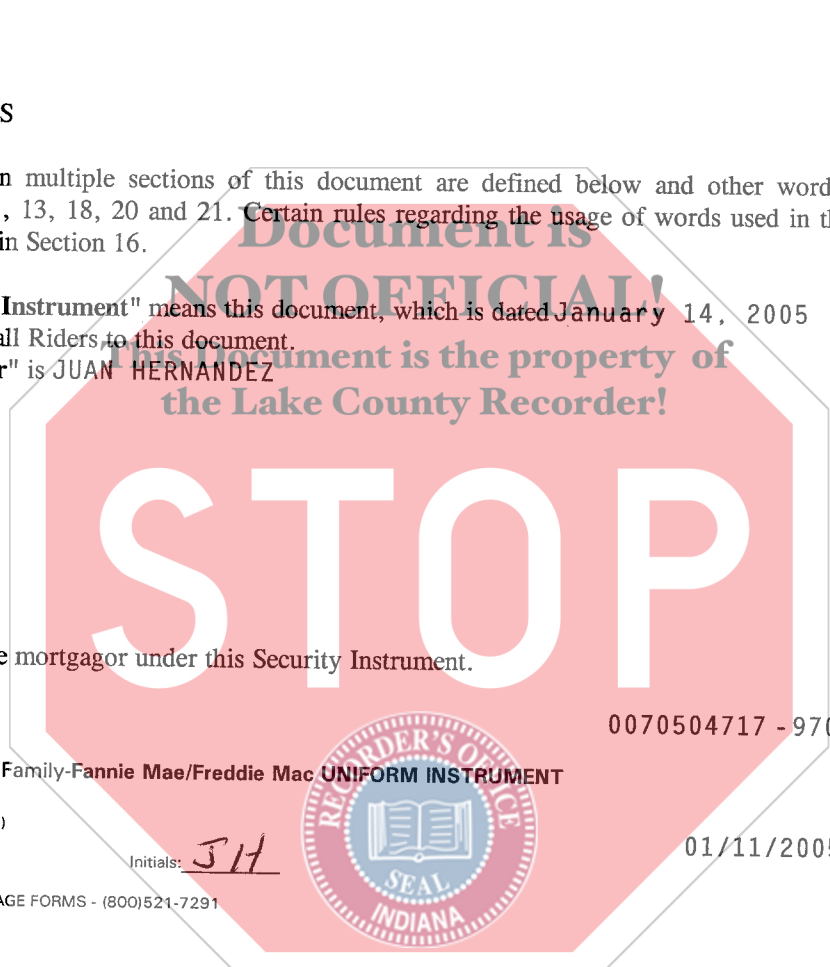 S
n multiple sections of this document are defined below and other word
, 13, 18, 20 and 21. Certain rules regarding the usage of words used in th
in Section 16.
Document is
NOT OFFICIAL!
Instrument" means this document, which is dated January 14, 2005
all Riders to this document.
This Document is the property of
r" is JUAN HERNANDEZ
the Lake County Recorder!
STOP
e mortgagor under this Security Instrument.
0070504717 - 970
RECORDER'S OFFICE
Family-Fannie Mae/Freddie Mac UNIFORM INSTRUMENT
)
Initials: JH
01/11/2005
SEAL
AGE FORMS - (800)521-7291
INDIANA